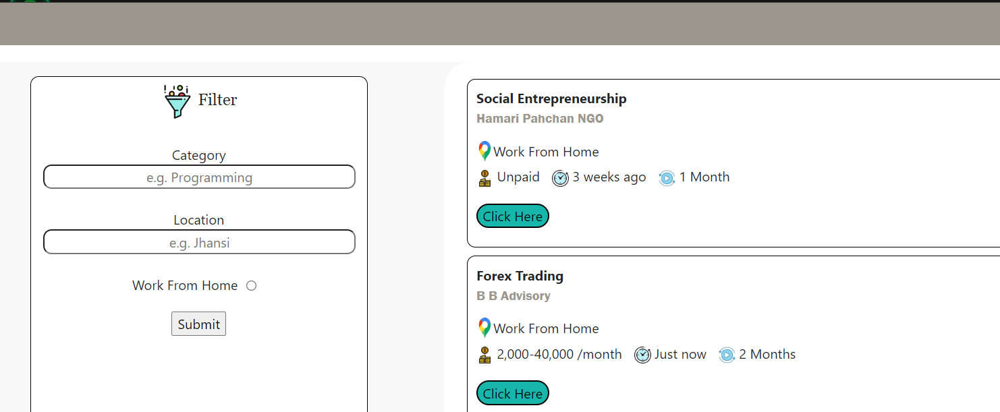 Filter
Category
e.g. Programming
Location
e.g. Jhansi
Work From Home
Submit
Social Entrepreneurship
Hamari Pahchan NGO
Work From Home
Unpaid 3 weeks ago 1 Month
Click Here
Forex Trading
B B Advisory
Work From Home
2,000-40,000 /month Just now 2 Months
Click Here